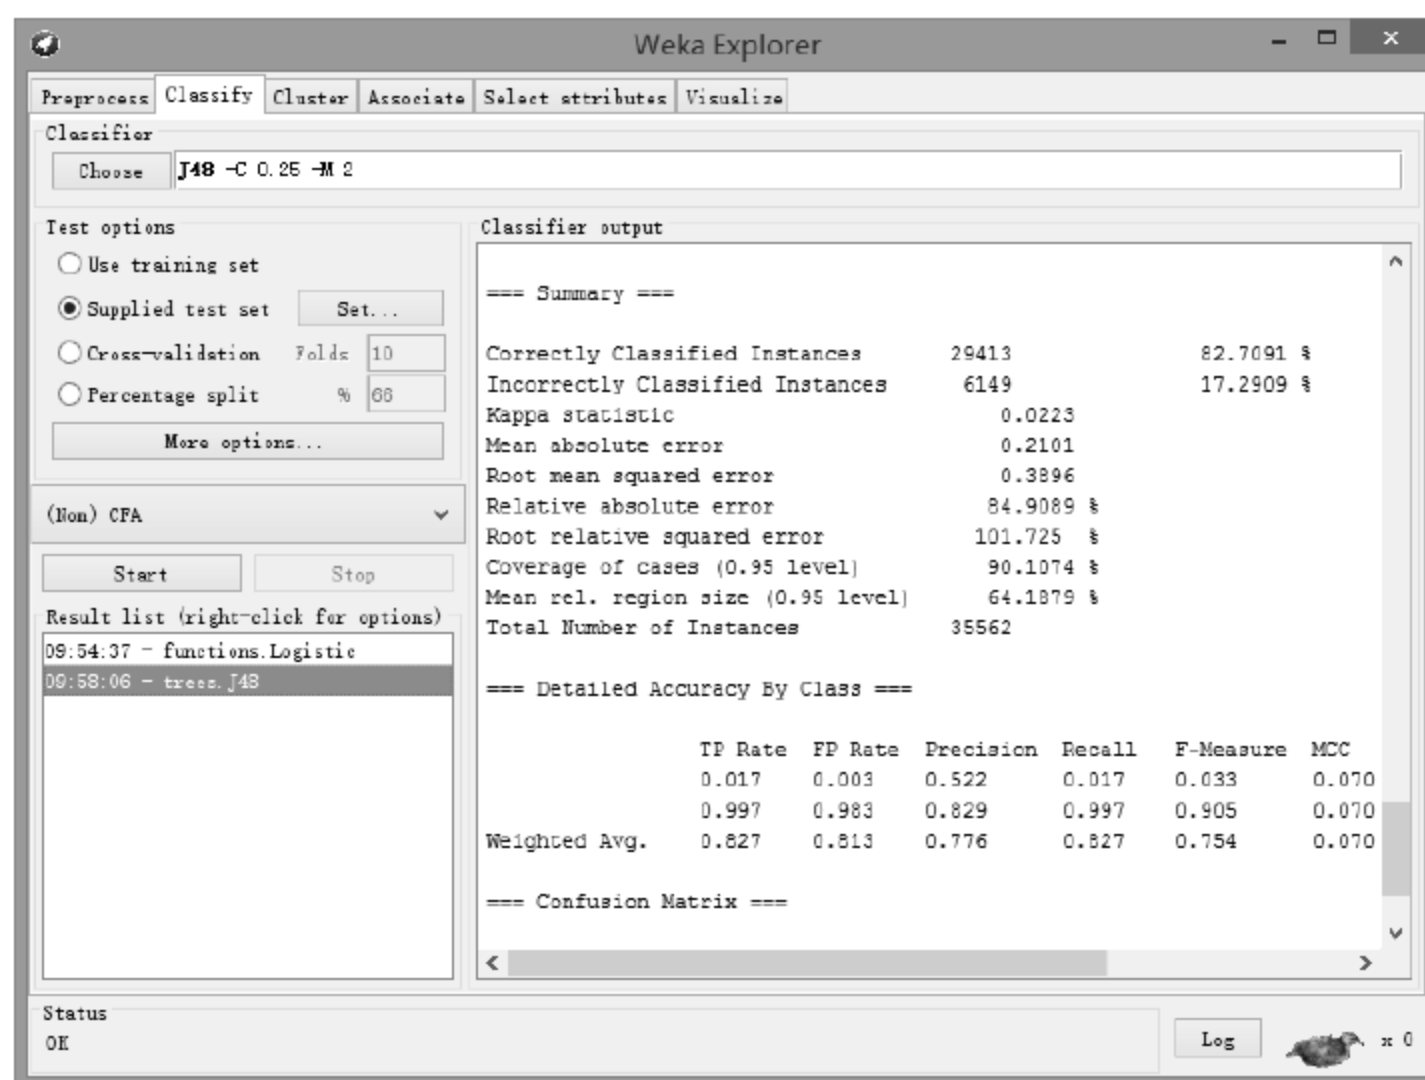 Weka Explorer
Preprocess Classify Cluster Associate Select attributes Visualize
Classifier
Choose J48 -C 0.25 -M 2
Test options
Use training set
Supplied test set Set...
Cross-validation Folds 10
Percentage split % 66
More options...
(Nom) CFA
Start Stop
Result list (right-click for options)
09:54:37 - functions.Logistic
09:58:06 - trees.J48
Classifier output
=== Summary ===
Correctly Classified Instances 29413 82.7091 %
Incorrectly Classified Instances 6149 17.2909 %
Kappa statistic 0.0223
Mean absolute error 0.2101
Root mean squared error 0.3896
Relative absolute error 84.9089 %
Root relative squared error 101.725 %
Coverage of cases (0.95 level) 90.1074 %
Mean rel. region size (0.95 level) 64.1879 %
Total Number of Instances 35562
=== Detailed Accuracy By Class ===
TP Rate FP Rate Precision Recall F-Measure MCC
0.017 0.003 0.522 0.017 0.033 0.070
0.997 0.983 0.829 0.997 0.905 0.070
Weighted Avg. 0.827 0.813 0.776 0.827 0.754 0.070
=== Confusion Matrix ===
Status
OK
Log x 0